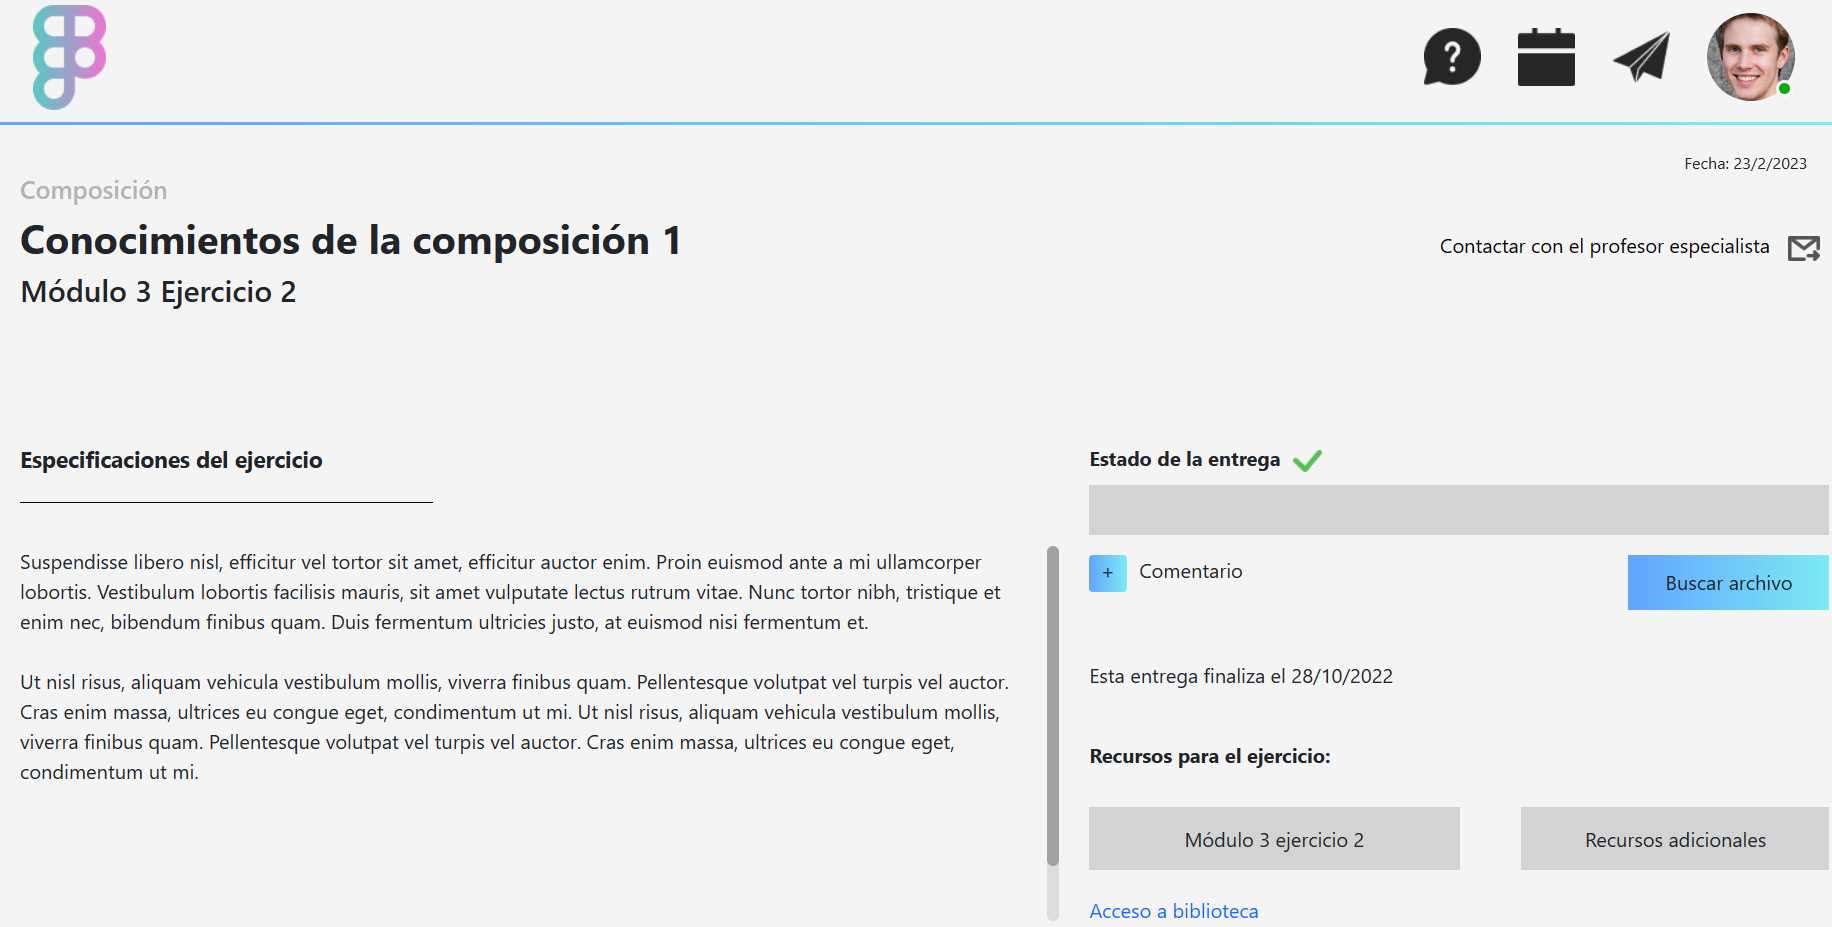 Fecha: 23/2/2023
Composición
Conocimientos de la composición 1
Contactar con el profesor especialista
Módulo 3 Ejercicio 2
Especificaciones del ejercicio
Suspendisse libero nisl, efficitur vel tortor sit amet, efficitur auctor enim. Proin euismod ante a mi ullamcorper
lobortis. Vestibulum lobortis facilisis mauris, sit amet vulputate lectus rutrum vitae. Nunc tortor nibh, tristique et
enim nec, bibendum finibus quam. Duis fermentum ultricies justo, at euismod nisi fermentum et.
Ut nisl risus, aliquam vehicula vestibulum mollis, viverra finibus quam. Pellentesque volutpat vel turpis vel auctor.
Cras enim massa, ultrices eu congue eget, condimentum ut mi. Ut nisl risus, aliquam vehicula vestibulum mollis,
viverra finibus quam. Pellentesque volutpat vel turpis vel auctor. Cras enim massa, ultrices eu congue eget,
condimentum ut mi.
Estado de la entrega
+ Comentario
Buscar archivo
Esta entrega finaliza el 28/10/2022
Recursos para el ejercicio:
Módulo 3 ejercicio 2
Recursos adicionales
Acceso a biblioteca